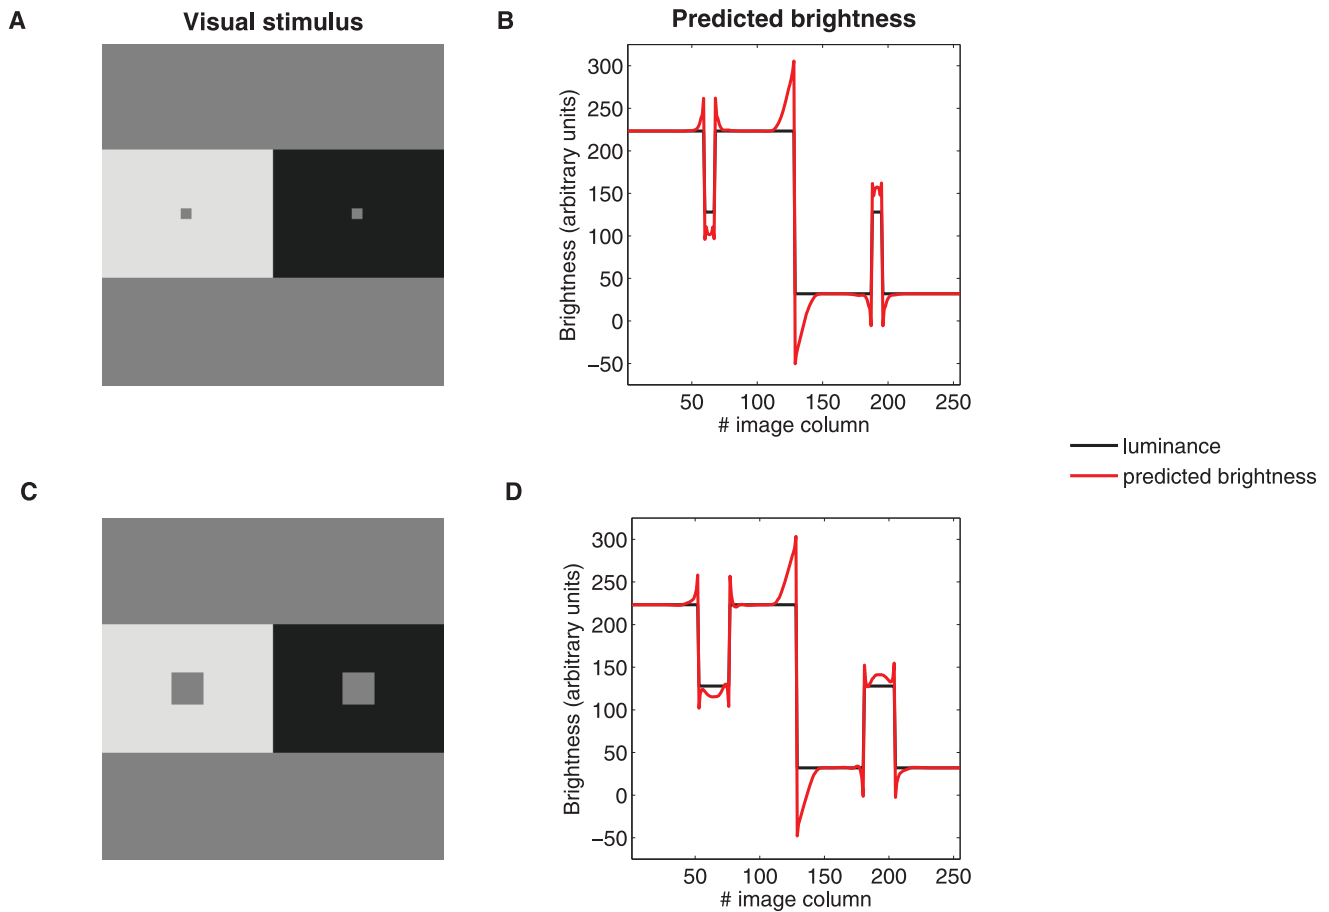 A
Visual stimulus
B
Predicted brightness
300
250
200
150
100
50
0
−50
Brightness (arbitrary units)
50 100 150 200 250
# image column
luminance
predicted brightness
C
D
300
250
200
150
100
50
0
−50
Brightness (arbitrary units)
50 100 150 200 250
# image column